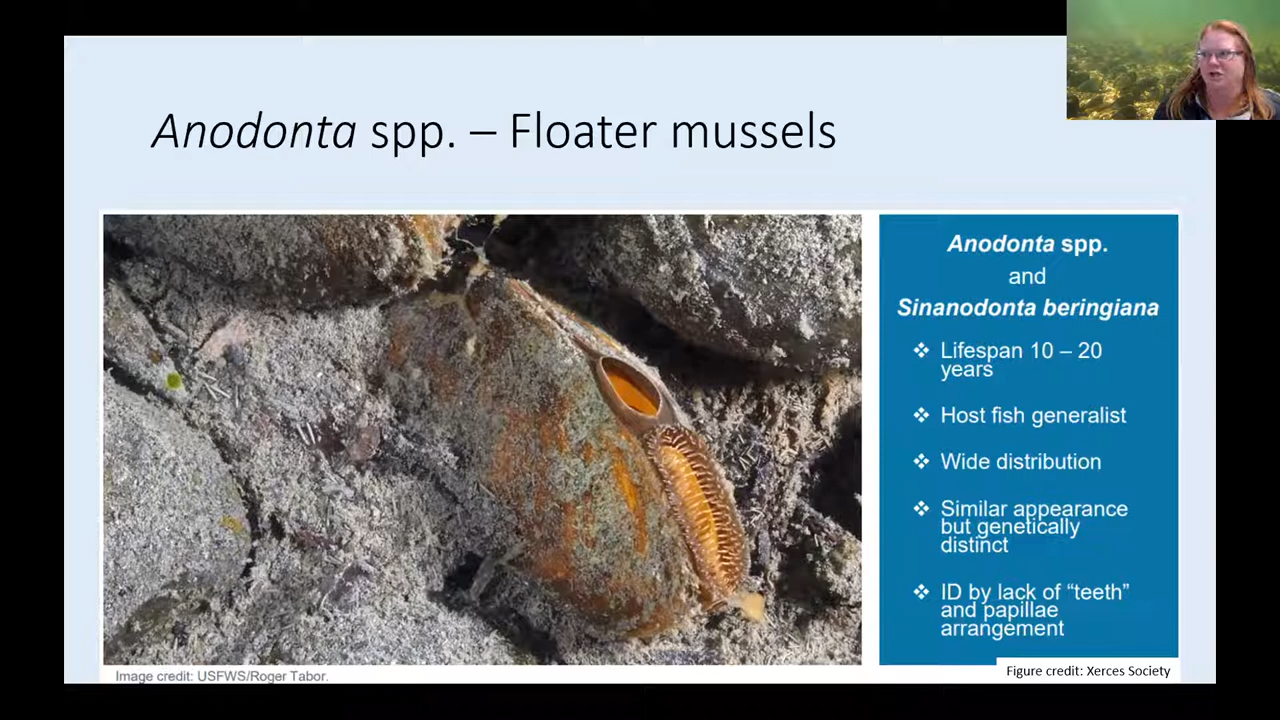 Anodonta spp. – Floater mussels
Anodonta spp.
and
Sinanodonta beringiana
❖ Lifespan 10 – 20
years
❖ Host fish generalist
❖ Wide distribution
❖ Similar appearance
but genetically
distinct
❖ ID by lack of “teeth”
and papillae
arrangement
Image credit: USFWS/Roger Tabor.
Figure credit: Xerces Society